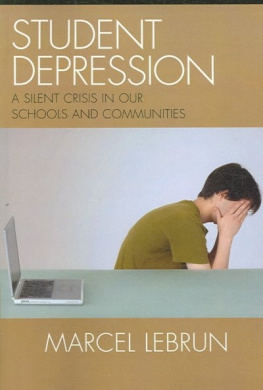 STUDENT
DEPRESSION
A SILENT CRISIS IN OUR
SCHOOLS AND COMMUNITIES
MARCEL LEBRUN